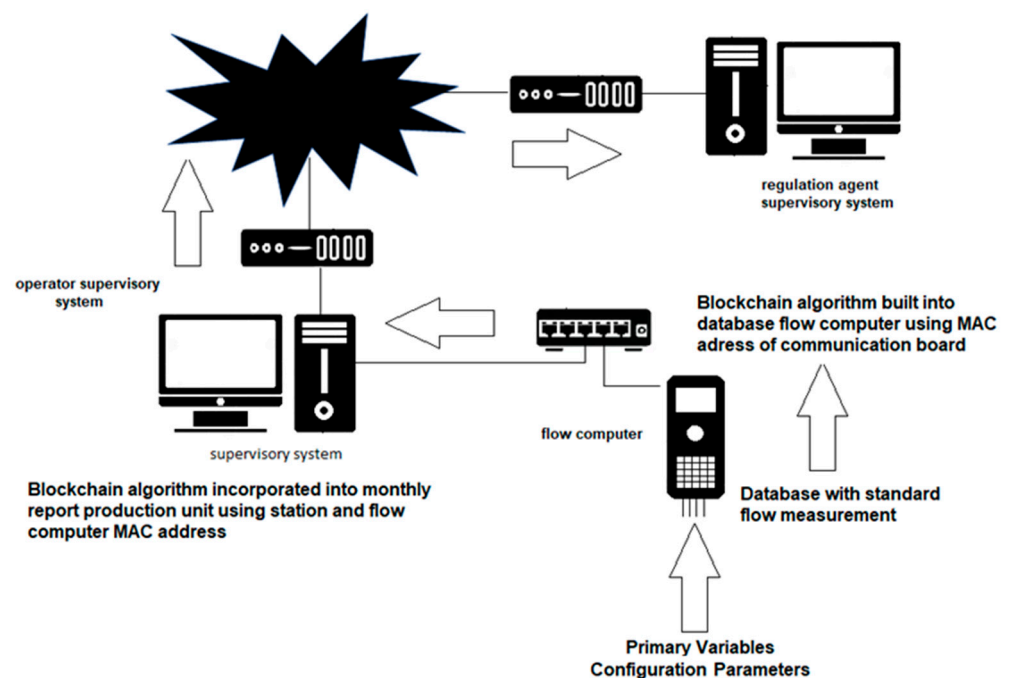 regulation agent
supervisory system
operator supervisory
system
Blockchain algorithm built into
database flow computer using MAC
adress of communication board
flow computer
supervisory system
Blockchain algorithm incorporated into monthly
report production unit using station and flow
computer MAC address
Database with standard
flow measurement
Primary Variables
Configuration Parameters